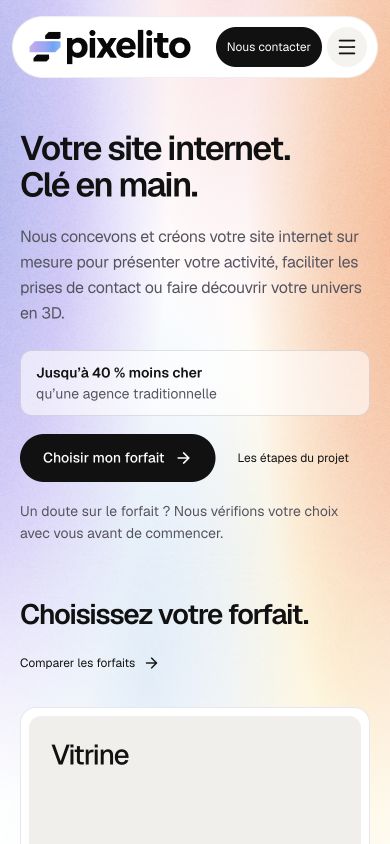 pixelito
Nous contacter
Votre site internet.
Clé en main.
Nous concevons et créons votre site internet sur
mesure pour présenter votre activité, faciliter les
prises de contact ou faire découvrir votre univers
en 3D.
Jusqu’à 40 % moins cher
qu’une agence traditionnelle
Choisir mon forfait →
Les étapes du projet
Un doute sur le forfait ? Nous vérifions votre choix
avec vous avant de commencer.
Choisissez votre forfait.
Comparer les forfaits →
Vitrine